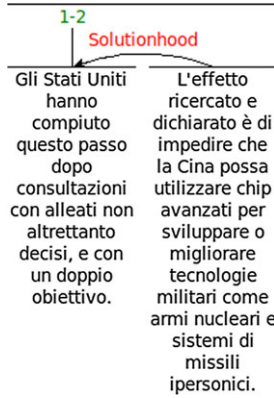 1-2
Solutionhood
Gli Stati Uniti
hanno
compiuto
questo passo
dopo
consultazioni
con alleati non
altrettanto
decisi, e con
un doppio
obiettivo.
L'effetto
ricercato e
dichiarato è di
impedire che
la Cina possa
utilizzare chip
avanzati per
sviluppare o
migliorare
tecnologie
militari come
armi nucleari e
sistemi di
missili
ipersonici.